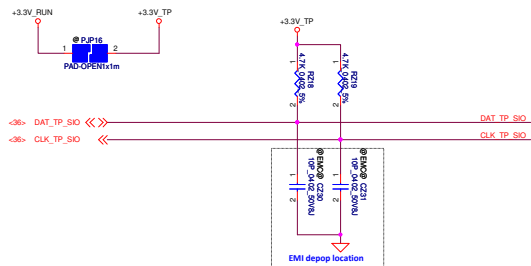 +3.3V_RUN
+3.3V_TP
@ PJP16
1
2
PAD-OPEN1x1m
+3.3V_TP
1
2
4.7K_0402_5%
RZ18
1
2
4.7K_0402_5%
RZ19
<36> DAT_TP_SIO
DAT_TP_SIO
<36> CLK_TP_SIO
CLK_TP_SIO
1
2
@EMC@ CZ30
10P_0402_50V8J
1
2
@EMC@ CZ31
10P_0402_50V8J
EMI depop location